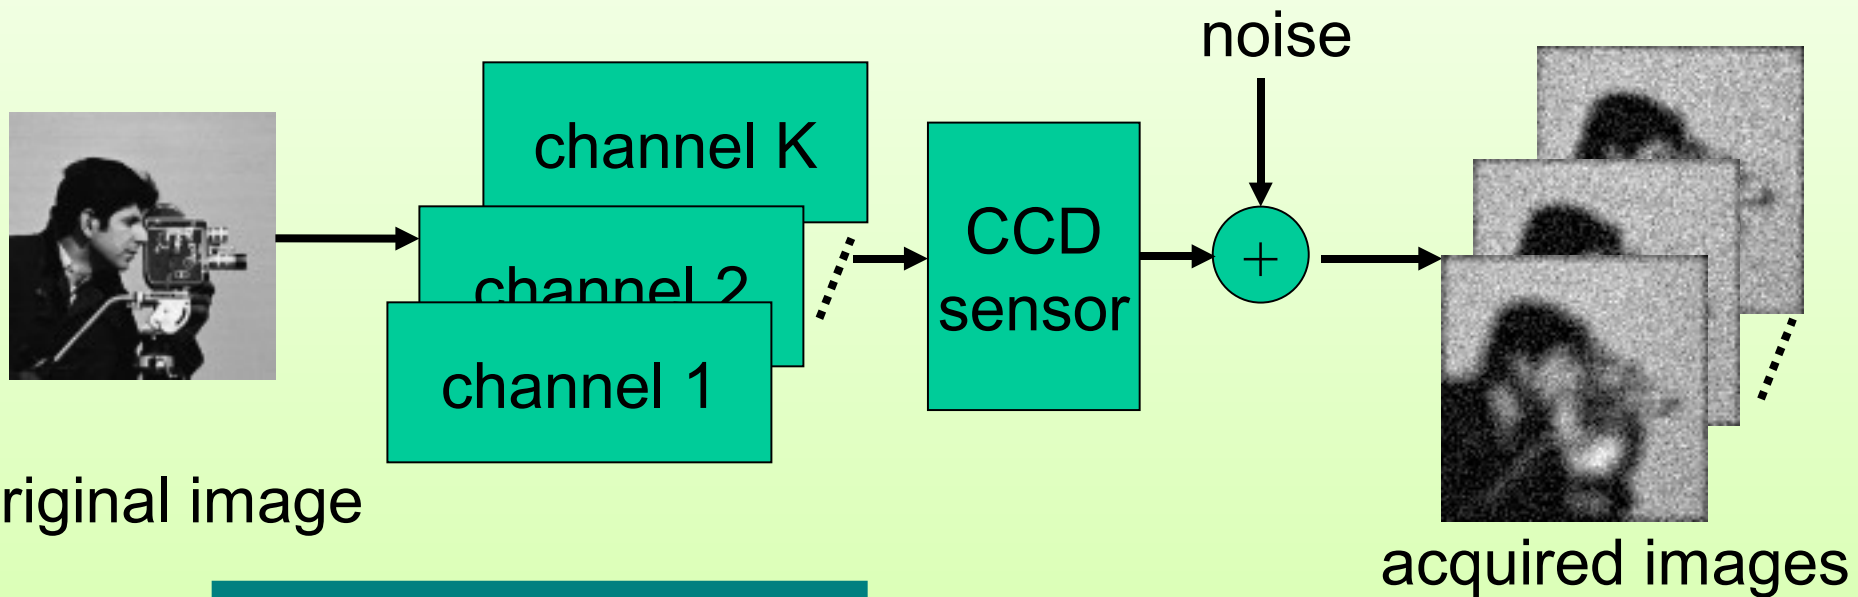 noise
channel K
channel 2
channel 1
CCD
sensor
+
riginal image
acquired images